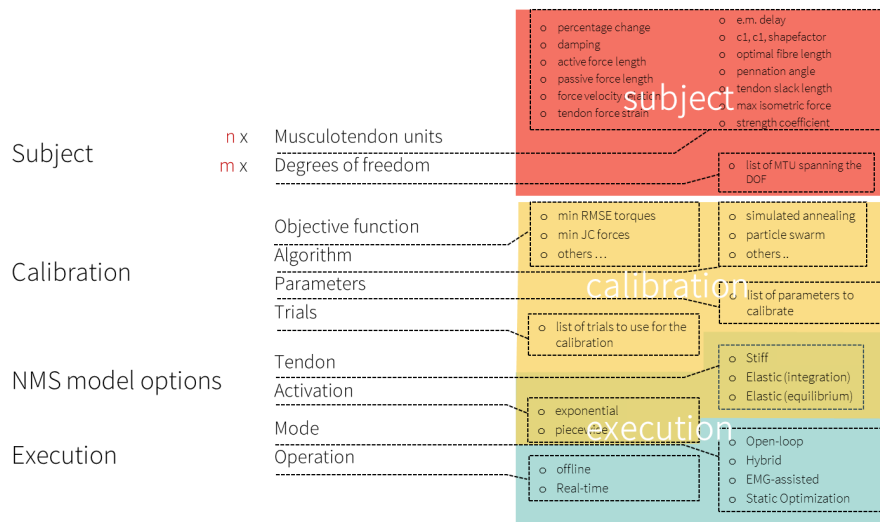 o percentage change
o damping
o active force length
o passive force length
o force velocity relation
o tendon force strain
o e.m. delay
o c1, c1, shapefactor
o optimal fibre length
o pennation angle
o tendon slack length
o max isometric force
o strength coefficient
subject
Subject
n x Musculotendon units
m x Degrees of freedom
o list of MTU spanning the
DOF
Calibration
Objective function
Algorithm
Parameters
Trials
o min RMSE torques
o min JC forces
o others ...
o simulated annealing
o particle swarm
o others ..
calibration
o list of parameters to
calibrate
o list of trials to use for the
calibration
NMS model options
Tendon
Activation
o Stiff
o Elastic (integration)
o Elastic (equilibrium)
o exponential
o piecewise
execution
Execution
Mode
Operation
o offline
o Real-time
o Open-loop
o Hybrid
o EMG-assisted
o Static Optimization